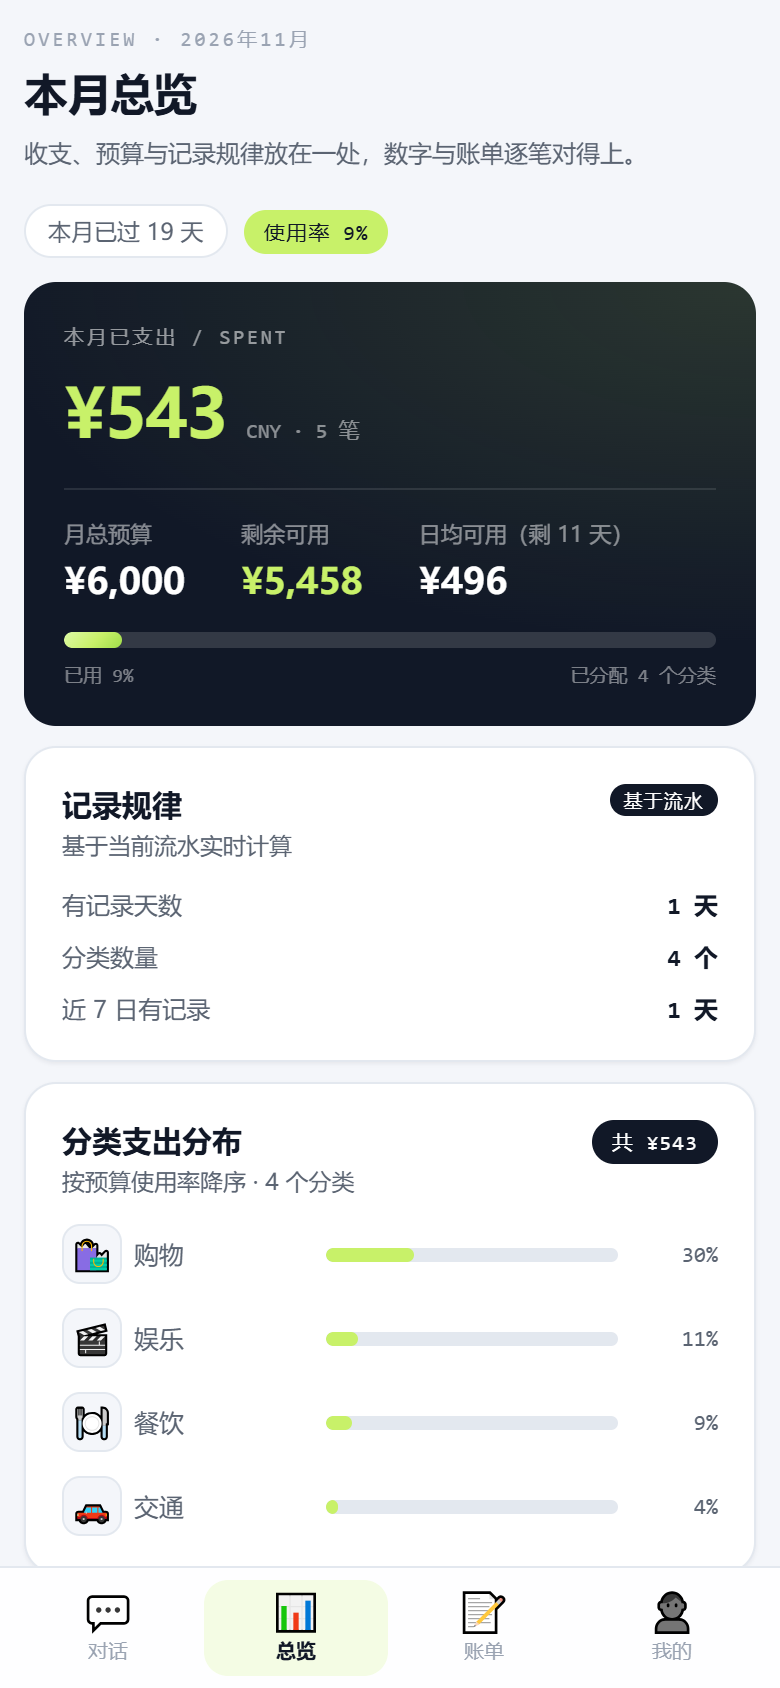 OVERVIEW · 2026年11月
本月总览
收支、预算与记录规律放在一处，数字与账单逐笔对得上。
本月已过 19 天
使用率 9%
本月已支出 / SPENT
¥543 CNY · 5 笔
月总预算 剩余可用 日均可用（剩 11 天）
¥6,000 ¥5,458 ¥496
已用 9% 已分配 4 个分类
记录规律 基于流水
基于当前流水实时计算
有记录天数 1 天
分类数量 4 个
近 7 日有记录 1 天
分类支出分布 共 ¥543
按预算使用率降序 · 4 个分类
购物 30%
娱乐 11%
餐饮 9%
交通 4%
对话 总览 账单 我的